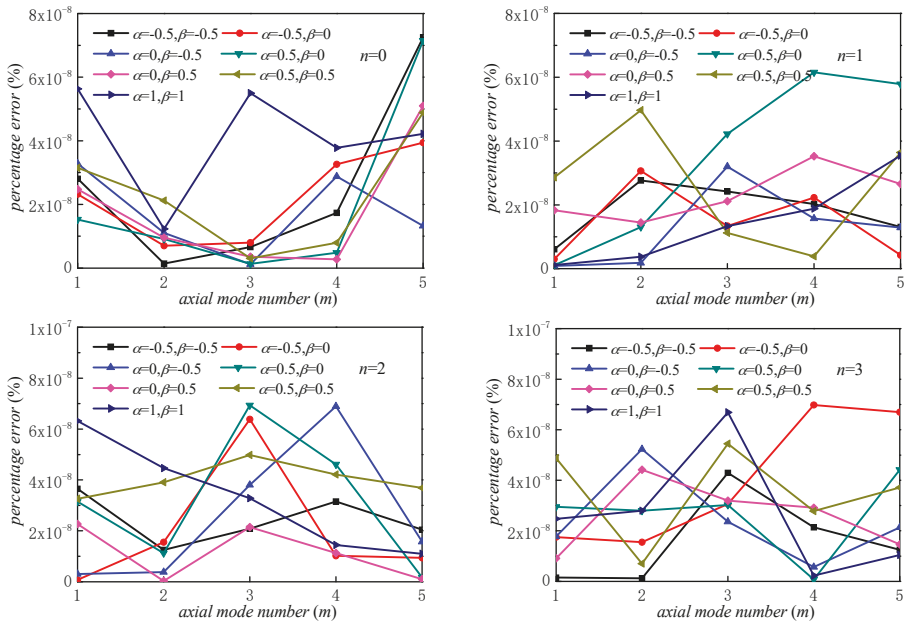 8x10⁻⁸
6x10⁻⁸
4x10⁻⁸
2x10⁻⁸
0
percentage error (%)
α=-0.5,β=-0.5
α=-0.5,β=0
α=0,β=-0.5
α=0.5,β=0
α=0,β=0.5
α=0.5,β=0.5
α=1,β=1
n=0
1 2 3 4 5
axial mode number (m)
8x10⁻⁸
6x10⁻⁸
4x10⁻⁸
2x10⁻⁸
0
percentage error (%)
α=-0.5,β=-0.5
α=-0.5,β=0
α=0,β=-0.5
α=0.5,β=0
α=0,β=0.5
α=0.5,β=0.5
α=1,β=1
n=1
1 2 3 4 5
axial mode number (m)
1x10⁻⁷
8x10⁻⁸
6x10⁻⁸
4x10⁻⁸
2x10⁻⁸
0
percentage error (%)
α=-0.5,β=-0.5
α=-0.5,β=0
α=0,β=-0.5
α=0.5,β=0
α=0,β=0.5
α=0.5,β=0.5
α=1,β=1
n=2
1 2 3 4 5
axial mode number (m)
1x10⁻⁷
8x10⁻⁸
6x10⁻⁸
4x10⁻⁸
2x10⁻⁸
0
percentage error (%)
α=-0.5,β=-0.5
α=-0.5,β=0
α=0,β=-0.5
α=0.5,β=0
α=0,β=0.5
α=0.5,β=0.5
α=1,β=1
n=3
1 2 3 4 5
axial mode number (m)